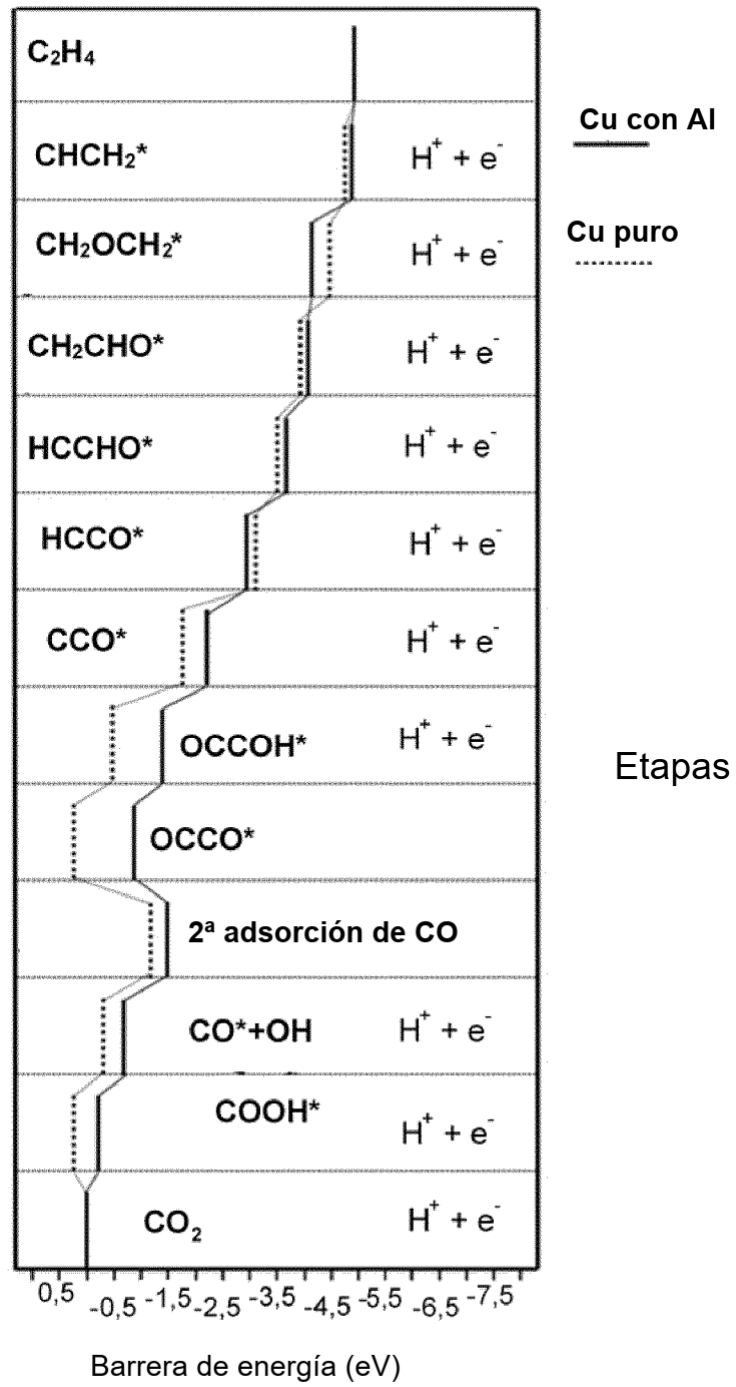 C₂H₄
Cu con Al
CHCH₂* H⁺ + e⁻
Cu puro
CH₂OCH₂* H⁺ + e⁻
CH₂CHO* H⁺ + e⁻
HCCHO* H⁺ + e⁻
HCCO* H⁺ + e⁻
CCO* H⁺ + e⁻
OCCOH* H⁺ + e⁻
Etapas
OCCO*
2ª adsorción de CO
CO*+OH H⁺ + e⁻
COOH* H⁺ + e⁻
CO₂ H⁺ + e⁻
0,5 -0,5 -1,5 -2,5 -3,5 -4,5 -5,5 -6,5 -7,5
Barrera de energía (eV)